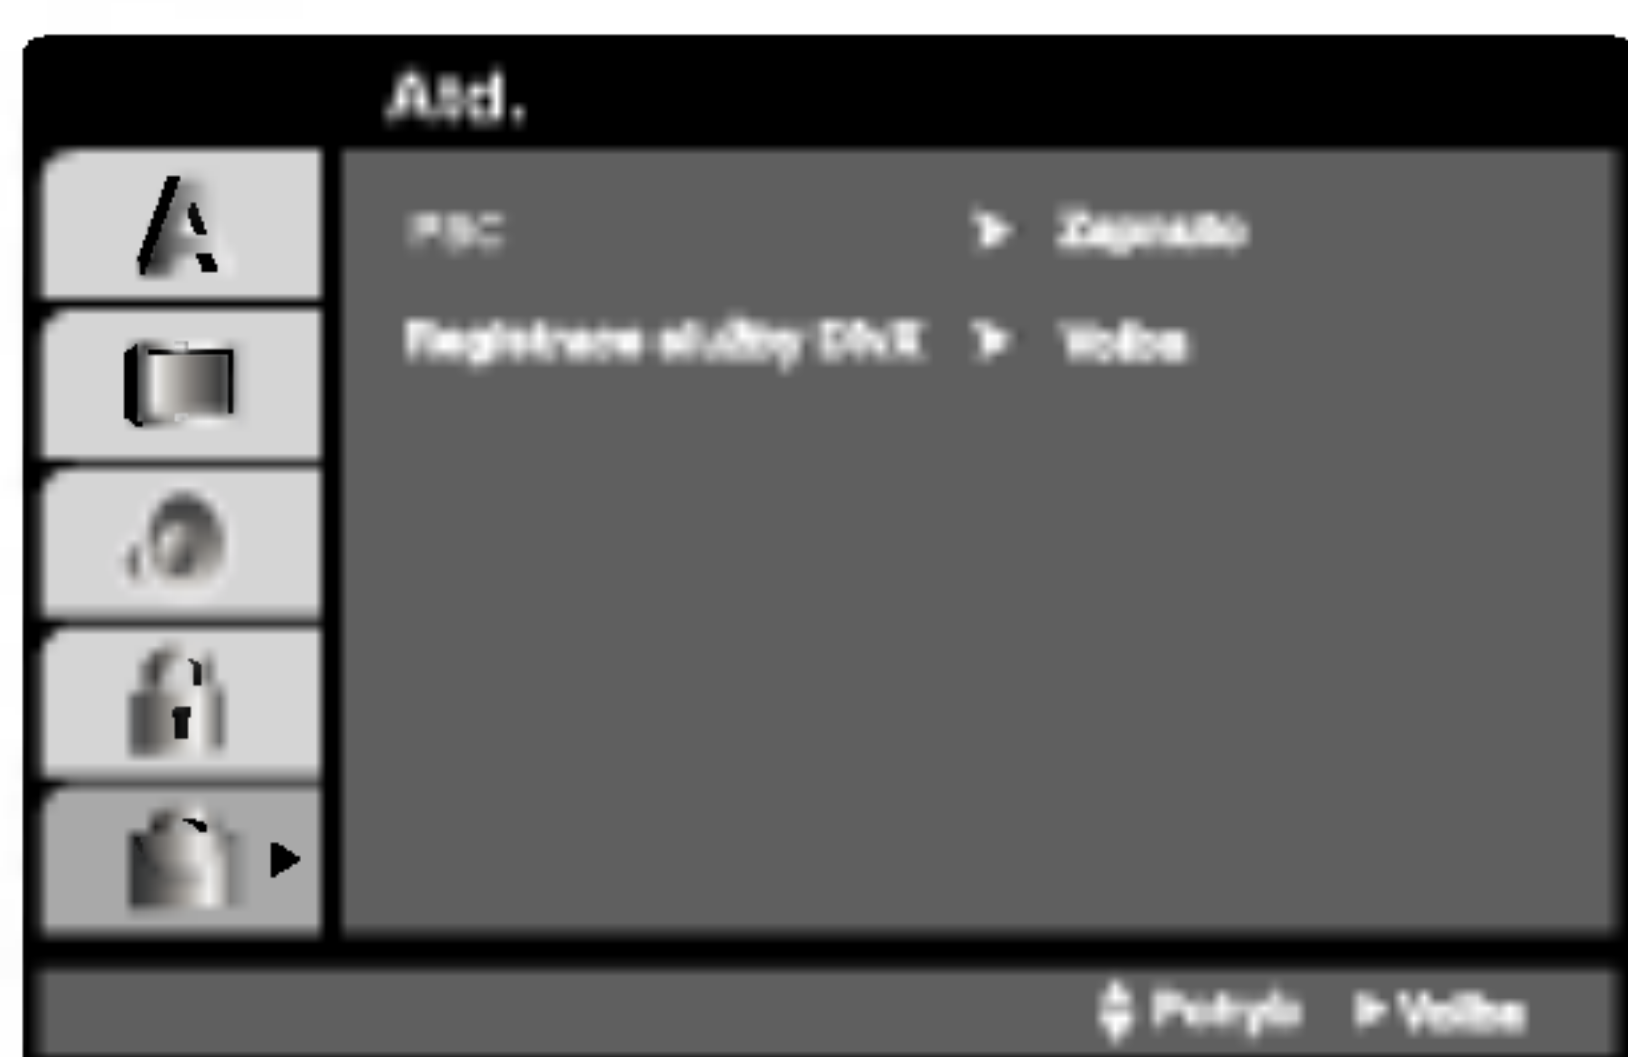 Atd.
PBC Zapnuto
Registrace služby DivX Volba
Pohyb Volba